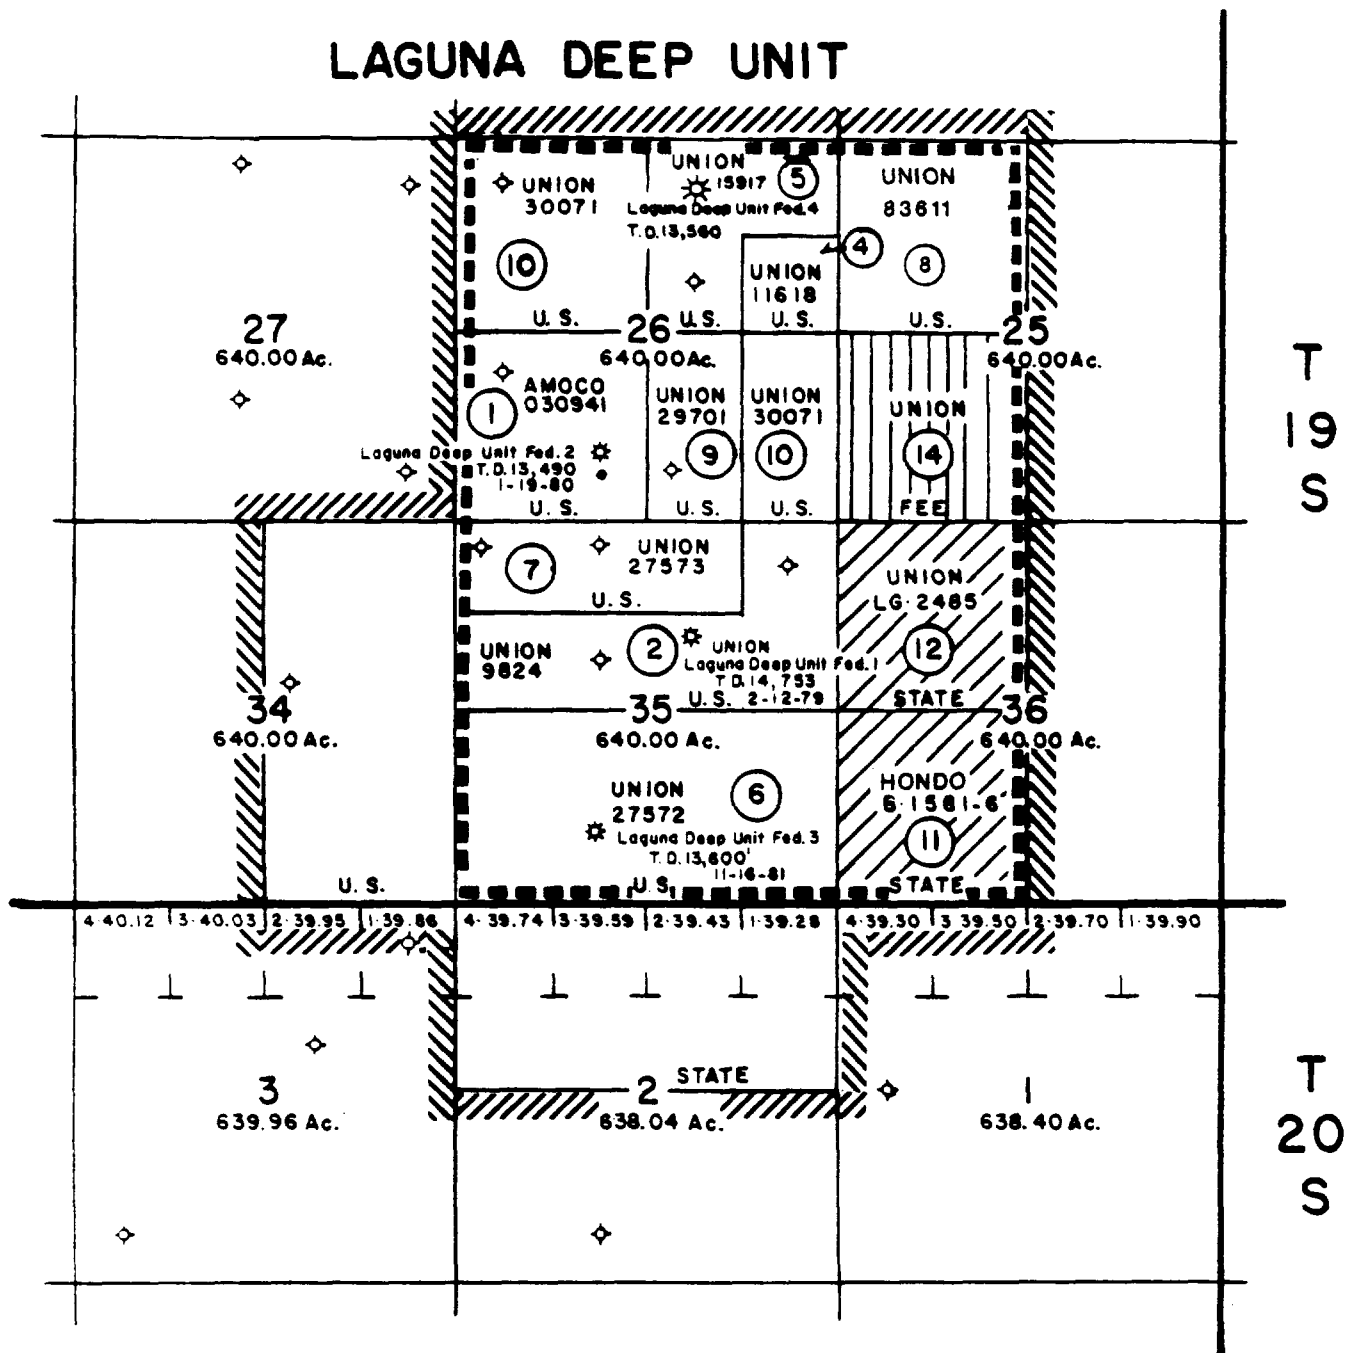 LAGUNA DEEP UNIT
UNION
15917
5
Laguna Deep Unit Fed. 4
T.D. 13,560
UNION
30071
10
U.S.
UNION
83611
8
U.S.
4
UNION
11618
U.S.
U.S.
27
640.00 Ac.
26
640.00 Ac.
25
640.00 Ac.
T
19
S
AMOCO
030941
1
Laguna Deep Unit Fed. 2
T.D. 13,490
1-19-80
U.S.
UNION
29701
9
U.S.
UNION
30071
10
U.S.
UNION
14
FEE
7
UNION
27573
U.S.
UNION
9824
2
UNION
Laguna Deep Unit Fed. 1
T.D. 14,753
U.S. 2-12-79
UNION
LG-2485
12
STATE
34
640.00 Ac.
35
640.00 Ac.
36
640.00 Ac.
UNION
27572
6
Laguna Deep Unit Fed. 3
T.D. 13,600'
11-16-81
U.S.
HONDO
11
STATE
U.S.
4-40.12 3-40.03 2-39.95 1-39.86 4-39.74 3-39.59 2-39.43 1-39.28 4-39.30 3-39.50 2-39.70 1-39.90
STATE
3
639.96 Ac.
2
638.04 Ac.
1
638.40 Ac.
T
20
S